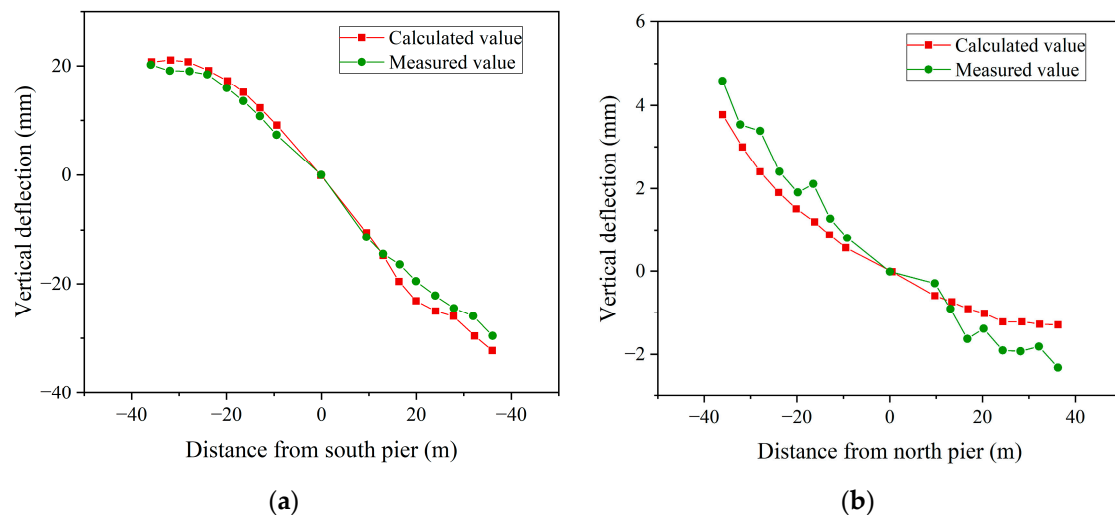 Calculated value
Measured value
20
0
−20
−40
−40
−20
0
20
−40
Vertical deflection (mm)
Distance from south pier (m)
(a)
Calculated value
Measured value
6
4
2
0
−2
−40
−20
0
20
40
Vertical deflection (mm)
Distance from north pier (m)
(b)